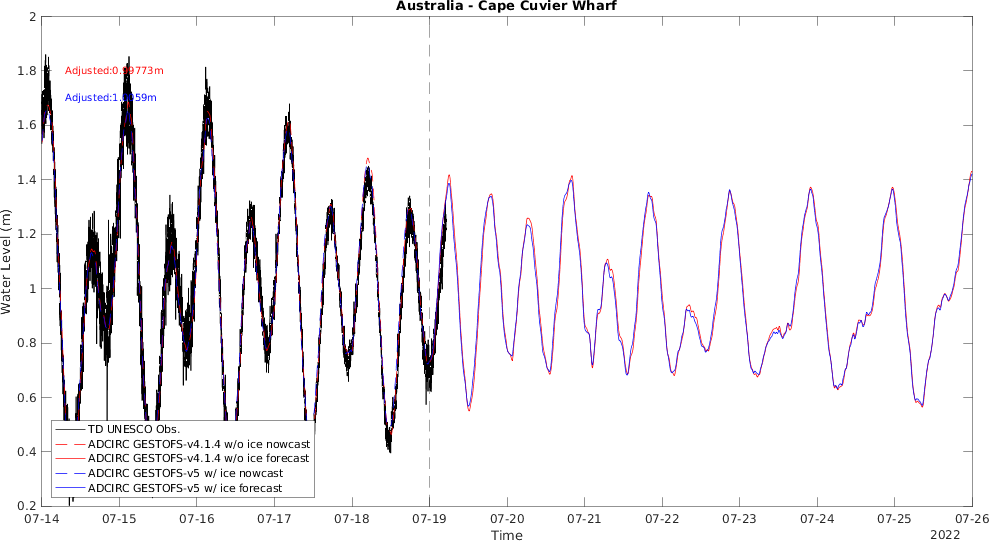 Australia - Cape Cuvier Wharf
2
1.8
1.6
1.4
1.2
1
0.8
0.6
0.4
0.2
Water Level (m)
TD UNESCO Obs.
ADCIRC GESTOFS-v4.1.4 w/o ice nowcast
ADCIRC GESTOFS-v4.1.4 w/o ice forecast
ADCIRC GESTOFS-v5 w/ ice nowcast
ADCIRC GESTOFS-v5 w/ ice forecast
07-14 07-15 07-16 07-17 07-18 07-19 07-20 07-21 07-22 07-23 07-24 07-25 07-26
Time
2022